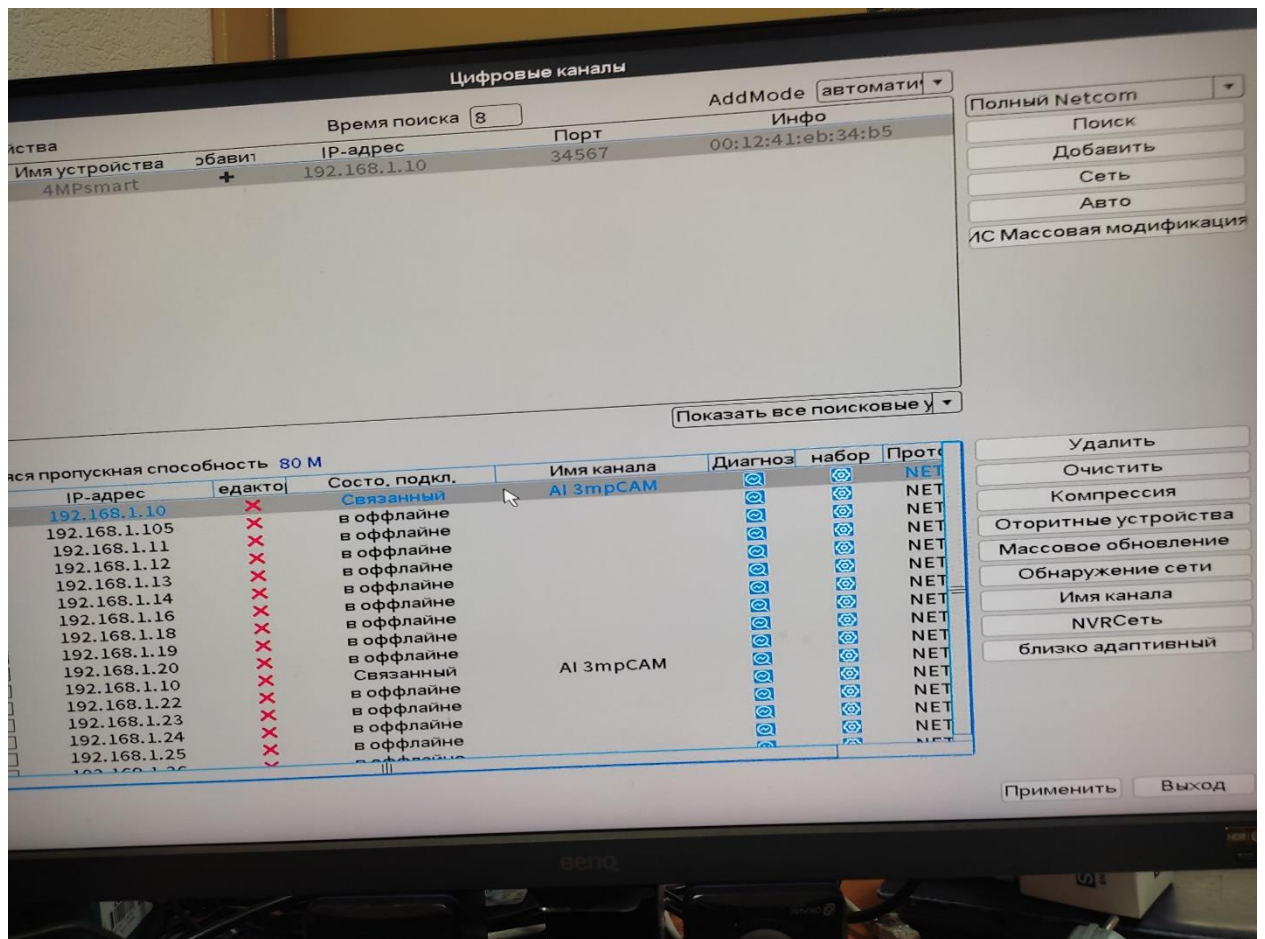 Цифровые каналы
Время поиска 8 AddMode автомати
йства
Имя устройства обавит IP-адрес Порт Инфо
4MPsmart + 192.168.1.10 34567 00:12:41:eb:34:b5
Полный Netcom
Поиск
Добавить
Сеть
Авто
ИС Массовая модификация
Показать все поисковые у
яся пропускная способность 80 M
IP-адрес едакто Состо. подкл. Имя канала Диагноз набор Прото
192.168.1.10 Связанный AI 3mpCAM NET
192.168.1.105 в оффлайне NET
192.168.1.11 в оффлайне NET
192.168.1.12 в оффлайне NET
192.168.1.13 в оффлайне NET
192.168.1.14 в оффлайне NET
192.168.1.16 в оффлайне NET
192.168.1.18 в оффлайне NET
192.168.1.19 в оффлайне NET
192.168.1.20 в оффлайне NET
192.168.1.10 Связанный AI 3mpCAM NET
192.168.1.22 в оффлайне NET
192.168.1.23 в оффлайне NET
192.168.1.24 в оффлайне NET
192.168.1.25 в оффлайне NET
Удалить
Очистить
Компрессия
Оторитные устройства
Массовое обновление
Обнаружение сети
Имя канала
NVRСеть
близко адаптивный
Применить Выход
BenQ